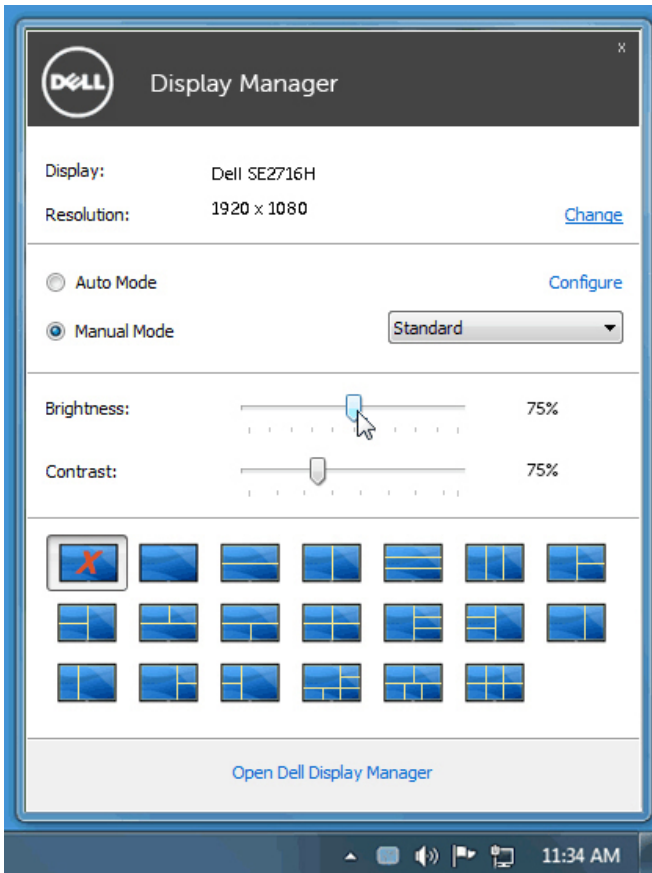 x
DELL
Display Manager
Display: Dell SE2716H
Resolution: 1920 x 1080 Change
Auto Mode Configure
Manual Mode Standard
Brightness: 75%
Contrast: 75%
X
Open Dell Display Manager
11:34 AM